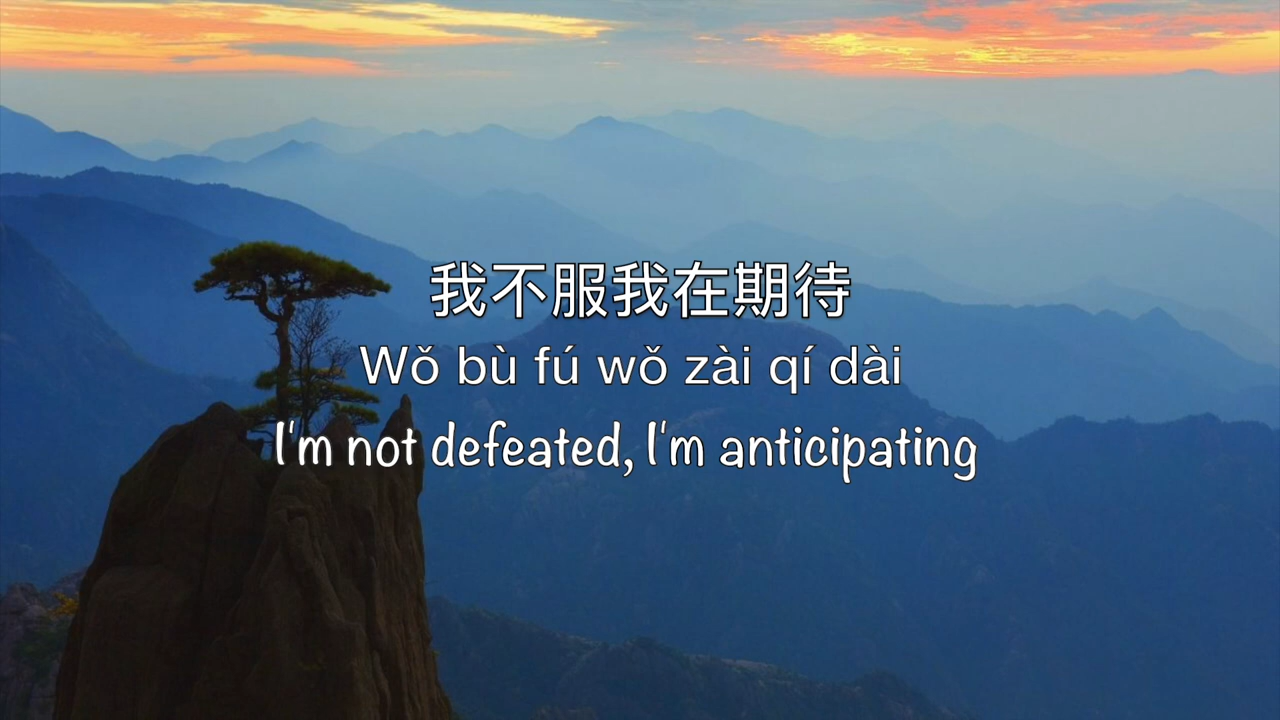 我不服我在期待
Wǒ bù fú wǒ zài qí dài
I'm not defeated, I'm anticipating